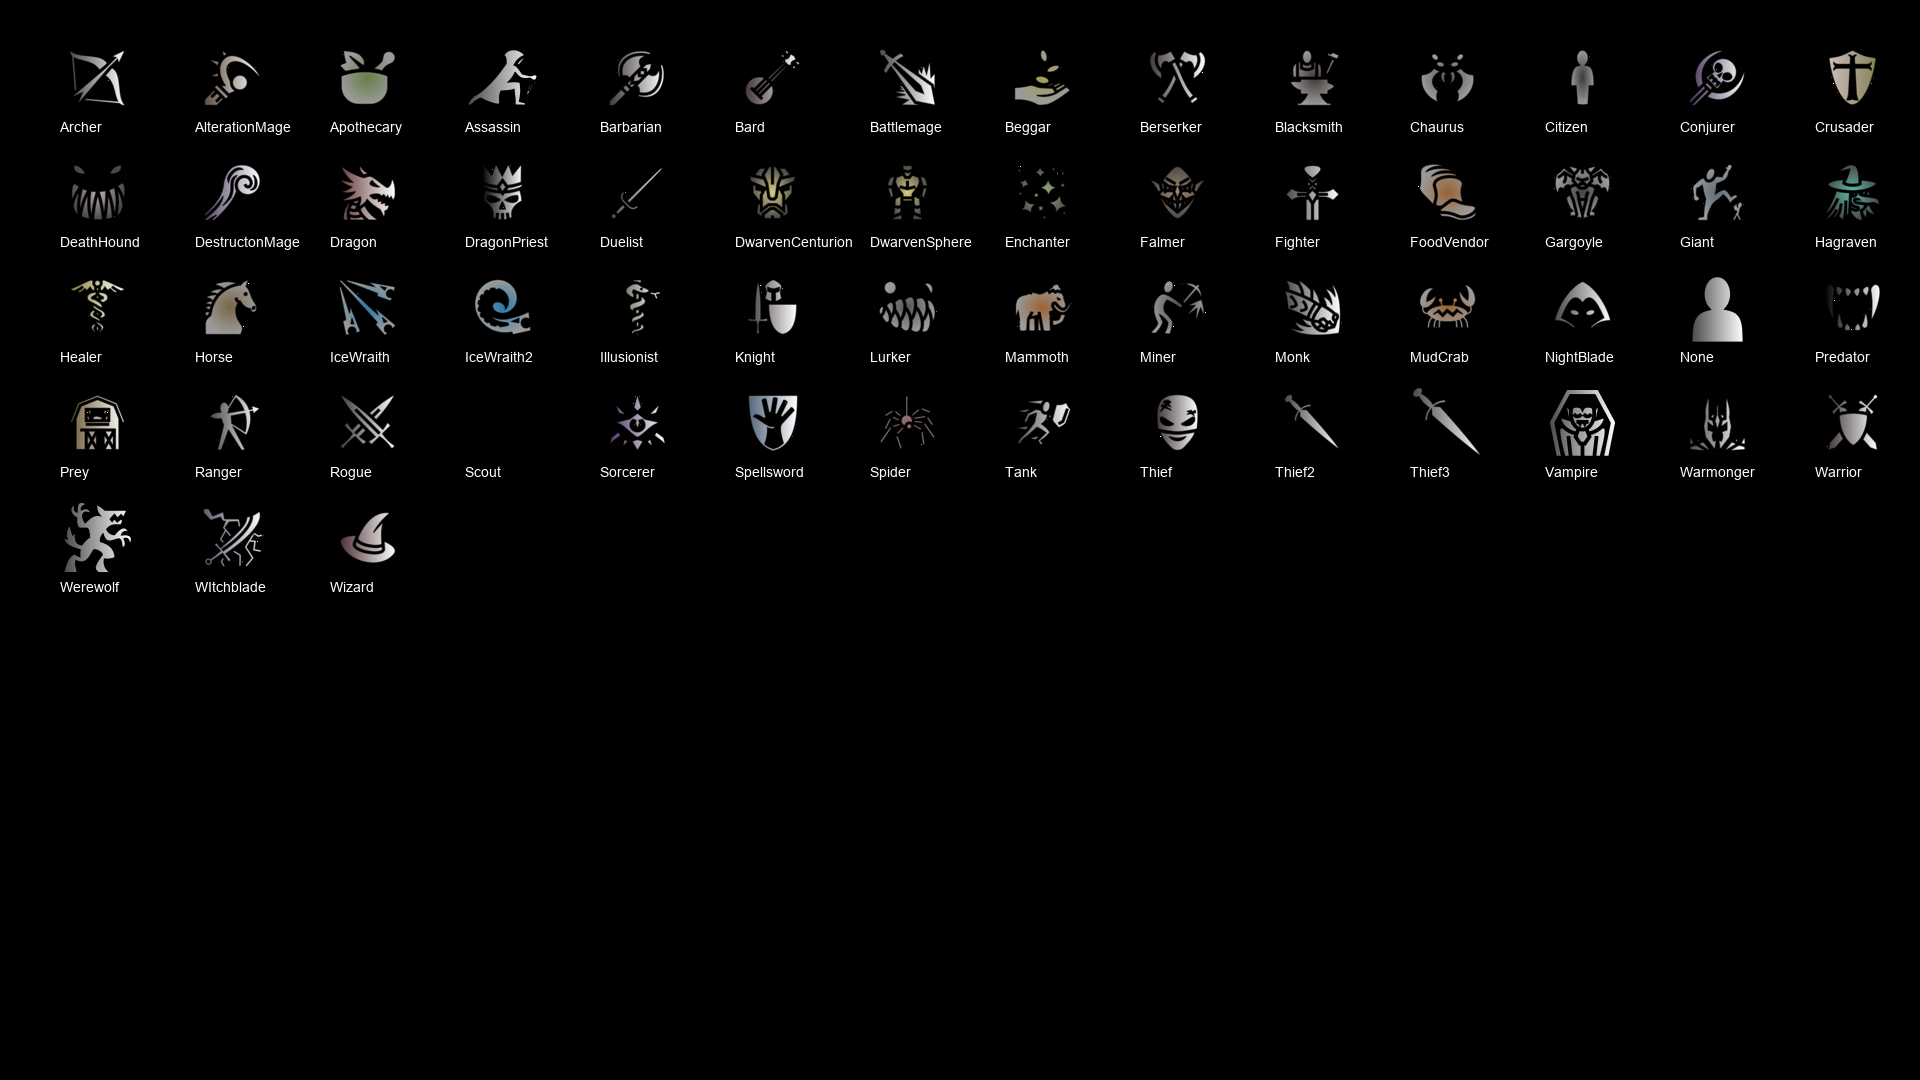 Archer AlterationMage Apothecary Assassin Barbarian Bard Battlemage Beggar Berserker Blacksmith Chaurus Citizen Conjurer Crusader
DeathHound DestructonMage Dragon DragonPriest Duelist DwarvenCenturion DwarvenSphere Enchanter Falmer Fighter FoodVendor Gargoyle Giant Hagraven
Healer Horse IceWraith IceWraith2 Illusionist Knight Lurker Mammoth Miner Monk MudCrab NightBlade None Predator
Prey Ranger Rogue Scout Sorcerer Spellsword Spider Tank Thief Thief2 Thief3 Vampire Warmonger Warrior
Werewolf WItchblade Wizard